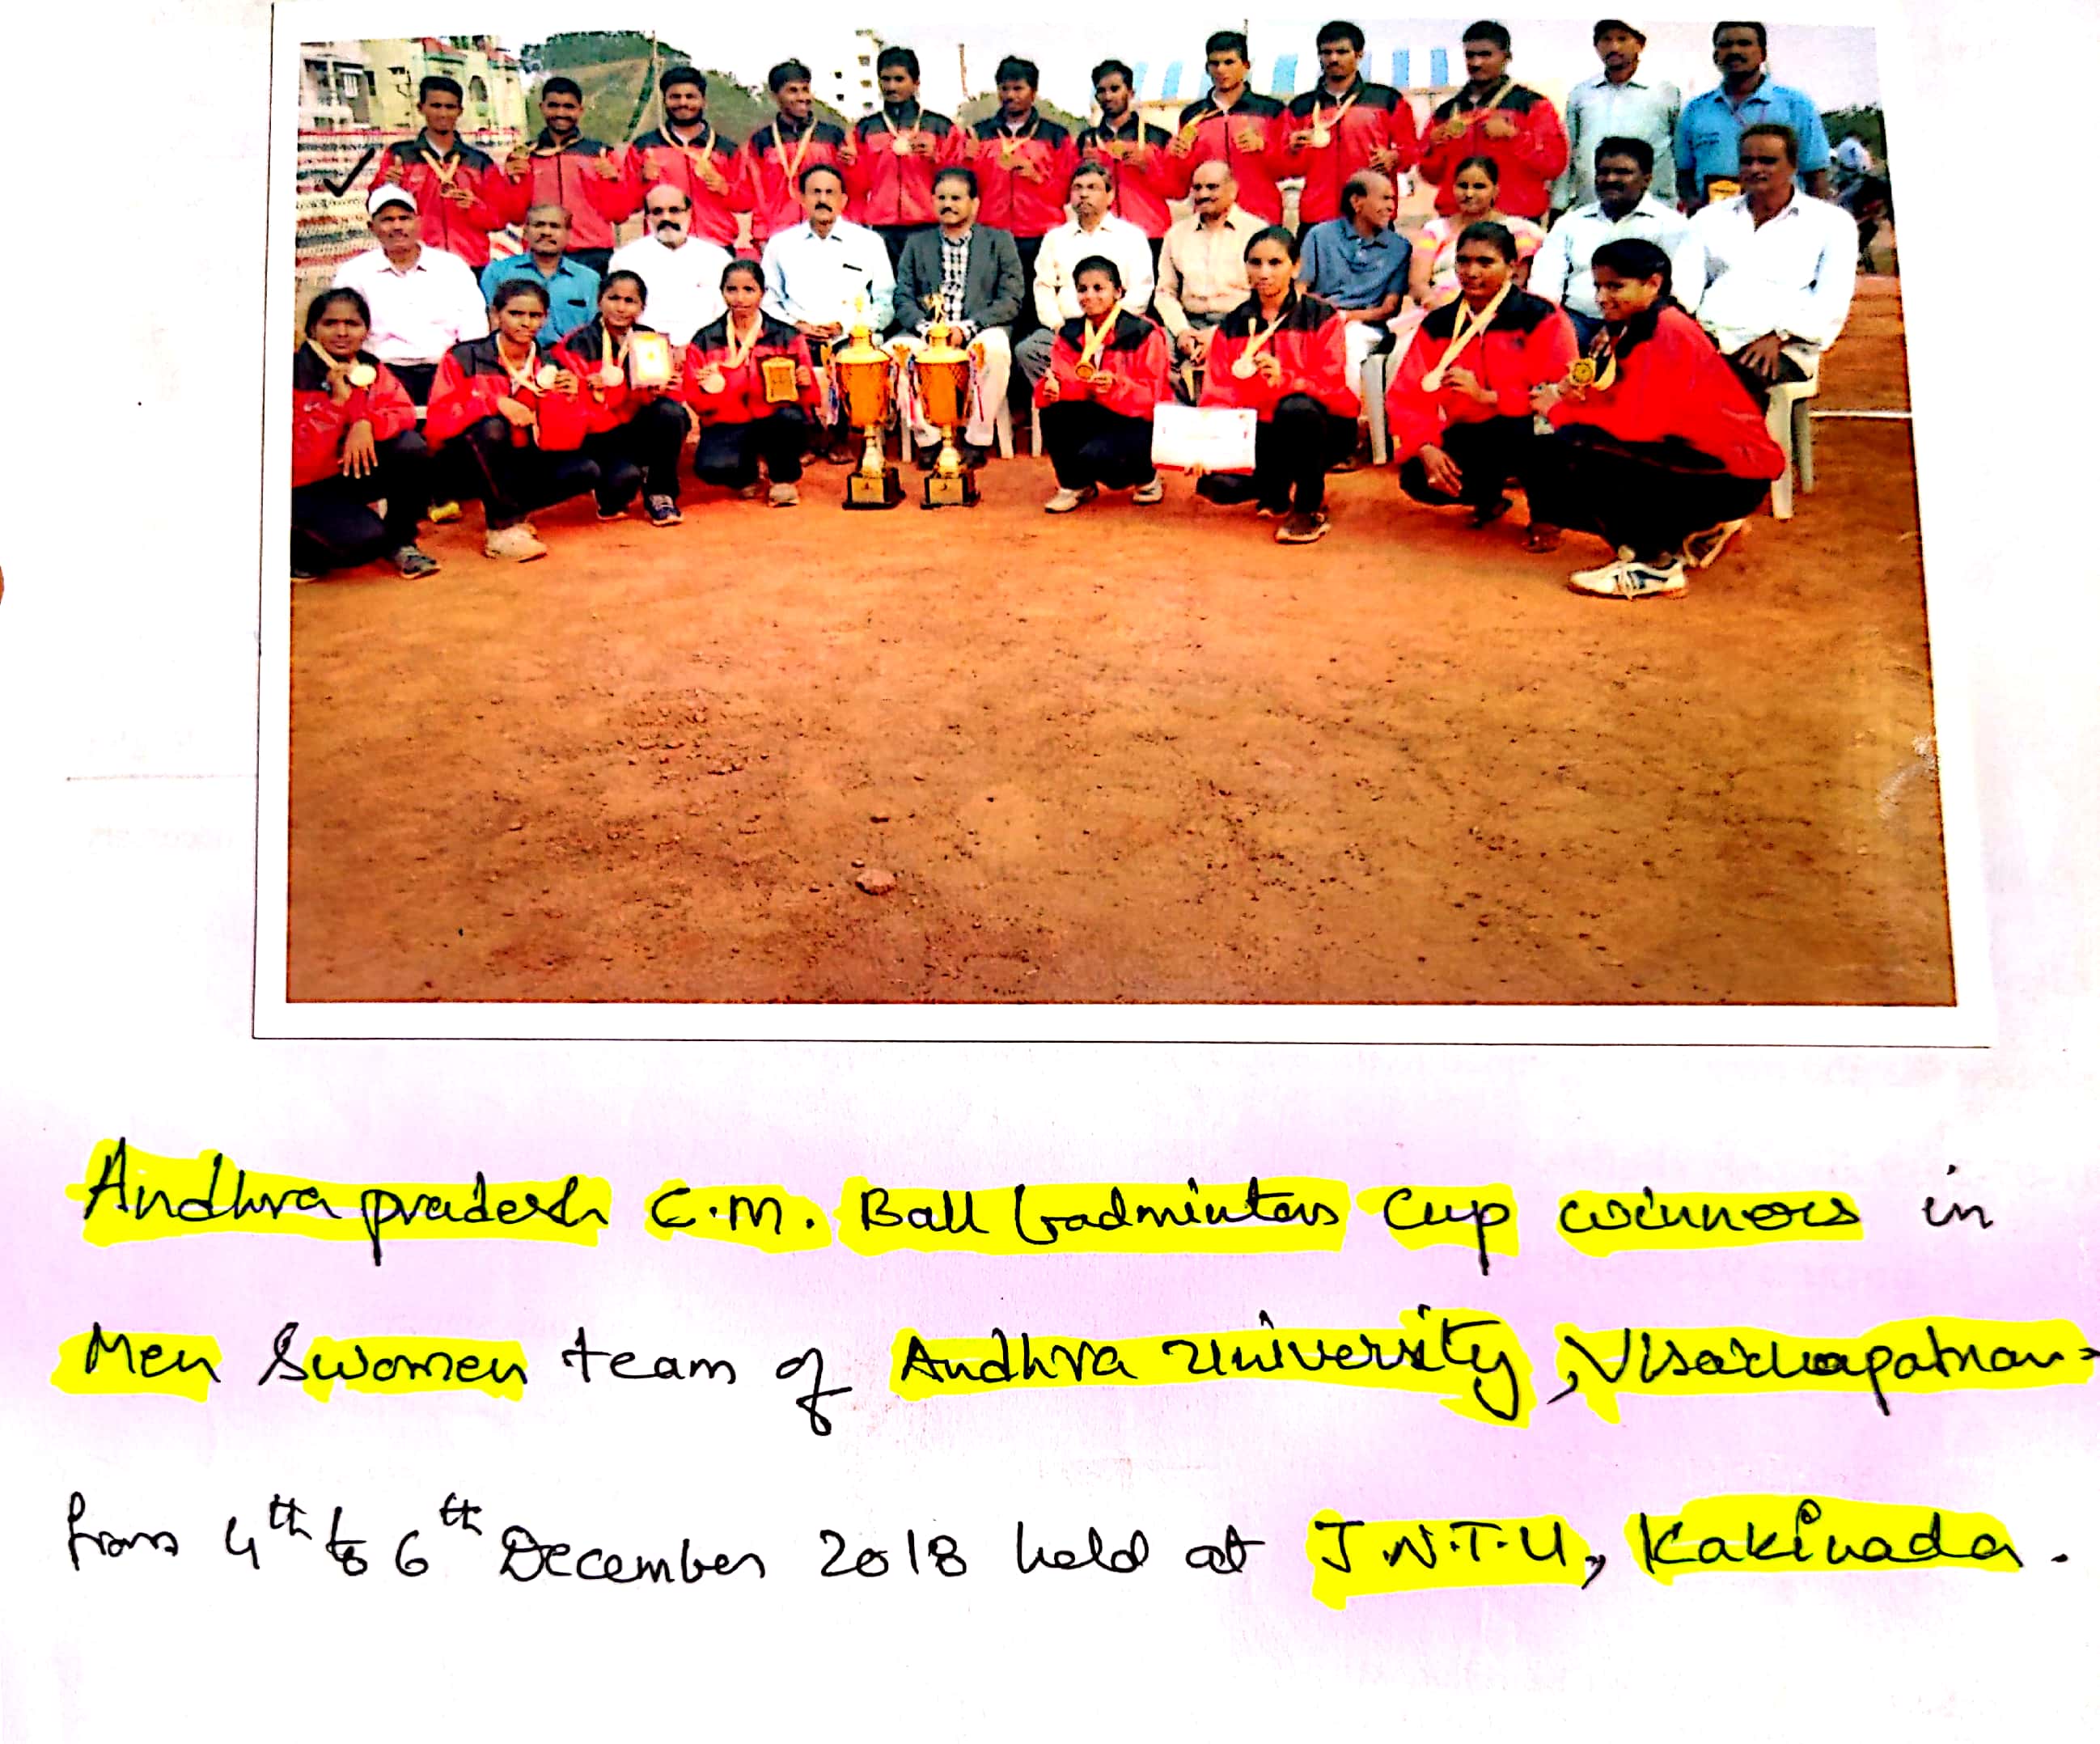 Andhra pradesh C.M. Ball badminton Cup winners in
Men & women team of Andhra University, Visakhapatnam
from 4th to 6th December 2018 held at J.N.T.U, Kakinada.